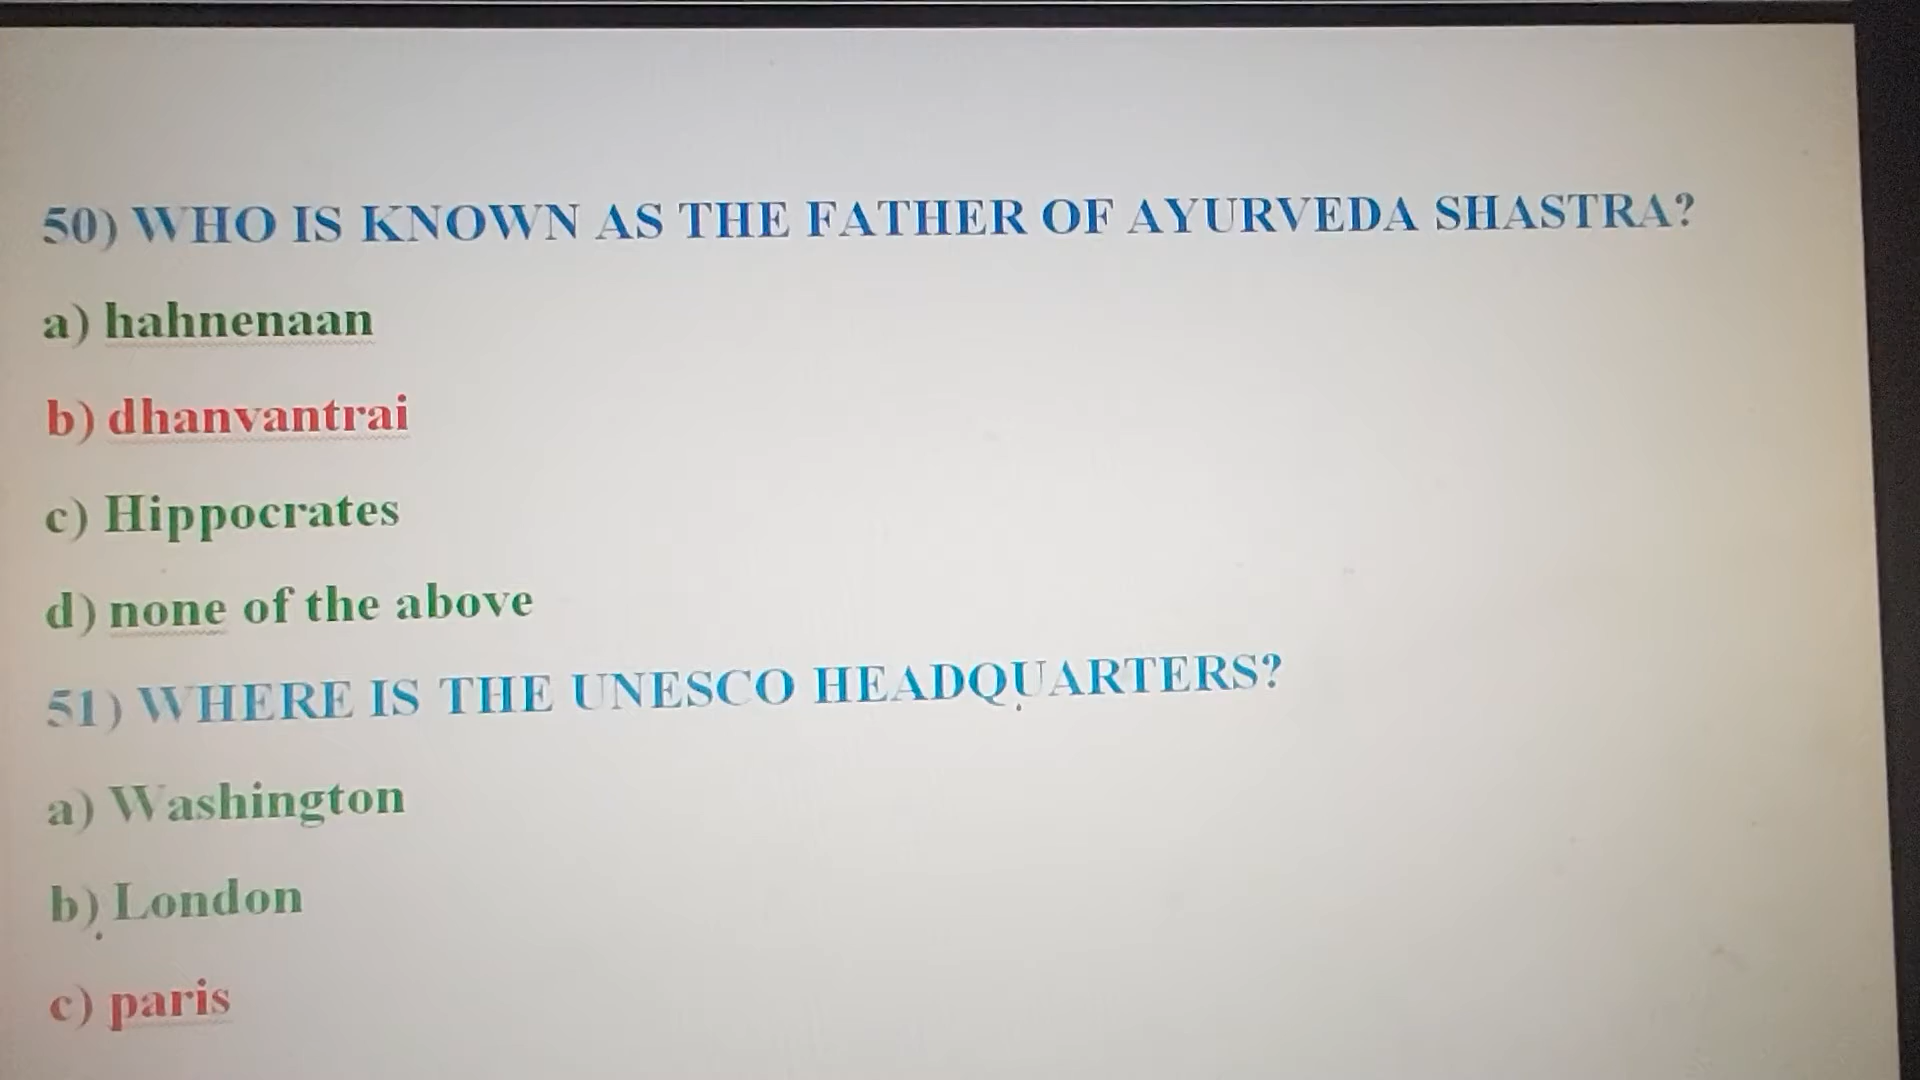 50) WHO IS KNOWN AS THE FATHER OF AYURVEDA SHASTRA?
a) hahnenaan
b) dhanvantrai
c) Hippocrates
d) none of the above
51) WHERE IS THE UNESCO HEADQUARTERS?
a) Washington
b) London
c) paris